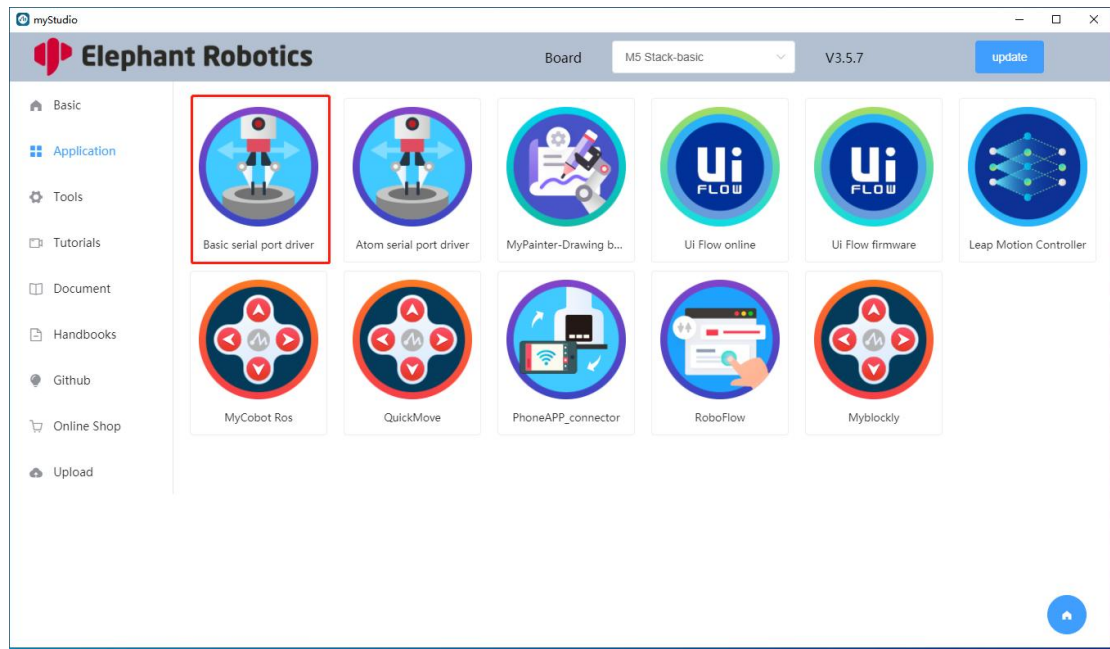 myStudio
Elephant Robotics
Board
M5 Stack-basic
V3.5.7
update
Basic
Application
Tools
Tutorials
Document
Handbooks
Github
Online Shop
Upload
Basic serial port driver
Atom serial port driver
MyPainter-Drawing b...
Ui FLOW
Ui Flow online
Ui FLOW
Ui Flow firmware
Leap Motion Controller
MyCobot Ros
QuickMove
PhoneAPP_connector
RoboFlow
Myblockly